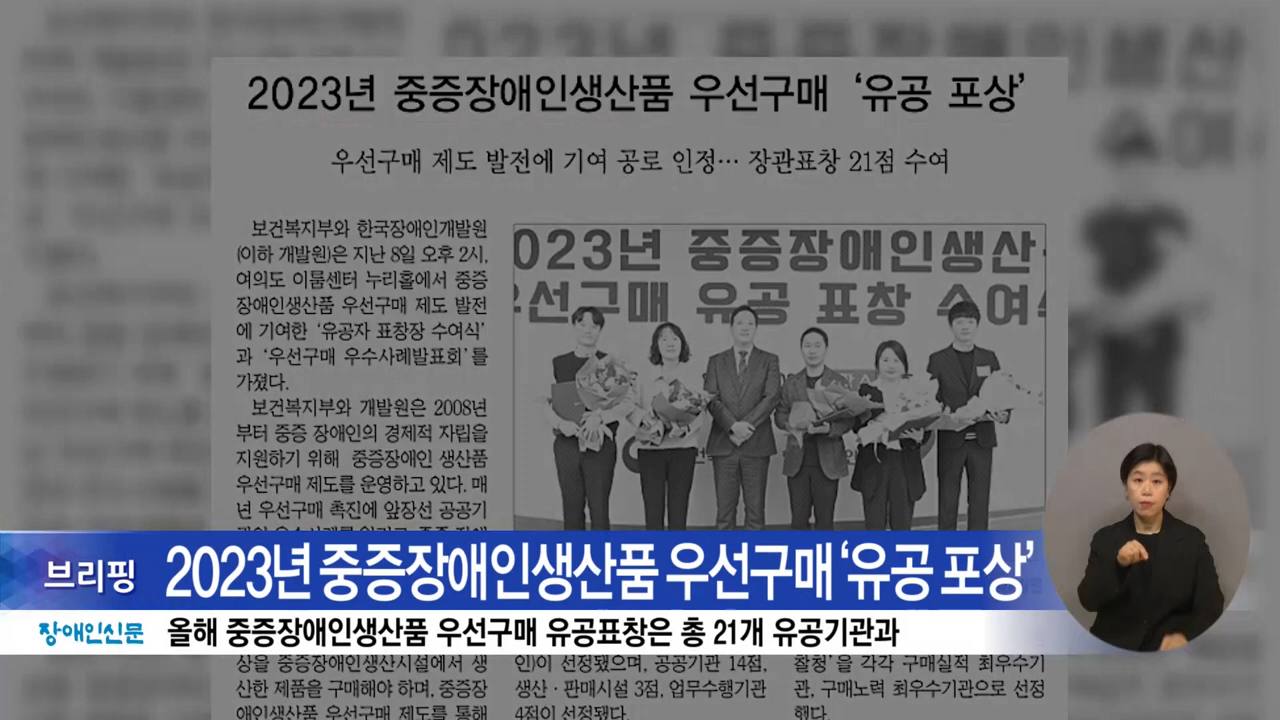 2023년 중증장애인생산품 우선구매 ‘유공 포상’
우선구매 제도 발전에 기여 공로 인정… 장관표창 21점 수여
보건복지부와 한국장애인개발원
(이하 개발원)은 지난 8일 오후 2시,
여의도 이룸센터 누리홀에서 중증
장애인생산품 우선구매 제도 발전
에 기여한 ‘유공자 표창장 수여식’
과 ‘우선구매 우수사례발표회’를
가졌다.
보건복지부와 개발원은 2008년
부터 중증 장애인의 경제적 자립을
지원하기 위해 중증장애인 생산품
우선구매 제도를 운영하고 있다. 매
년 우선구매 촉진에 앞장선 공공기
023년 중증장애인생산
우선구매 유공 표창 수여식
브리핑
2023년 중증장애인생산품 우선구매 ‘유공 포상’
장애인신문
올해 중증장애인생산품 우선구매 유공표창은 총 21개 유공기관과
상을 중증장애인생산시설에서 생
산한 제품을 구매해야 하며, 중증장
애인생산품 우선구매 제도를 통해
인)이 선정됐으며, 공공기관 14점,
생산·판매시설 3점, 업무수행기관
4점이 선정됐다.
찰청’을 각각 구매실적 최우수기
관, 구매노력 최우수기관으로 선정
했다.